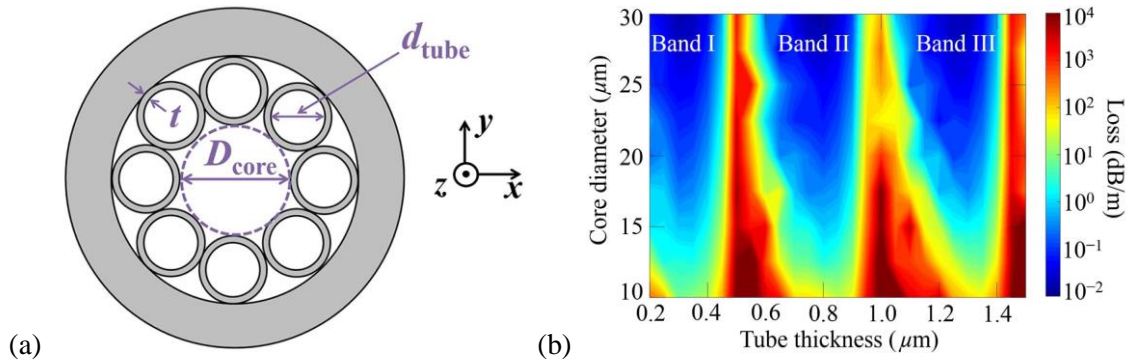 d_tube
t
D_core
y
z
x
(a)
30
25
20
15
10
Core diameter (µm)
Band I Band II Band III
0.2 0.4 0.6 0.8 1.0 1.2 1.4
Tube thickness (µm)
10^4
10^3
10^2
10^1
10^0
10^-1
10^-2
Loss (dB/m)
(b)